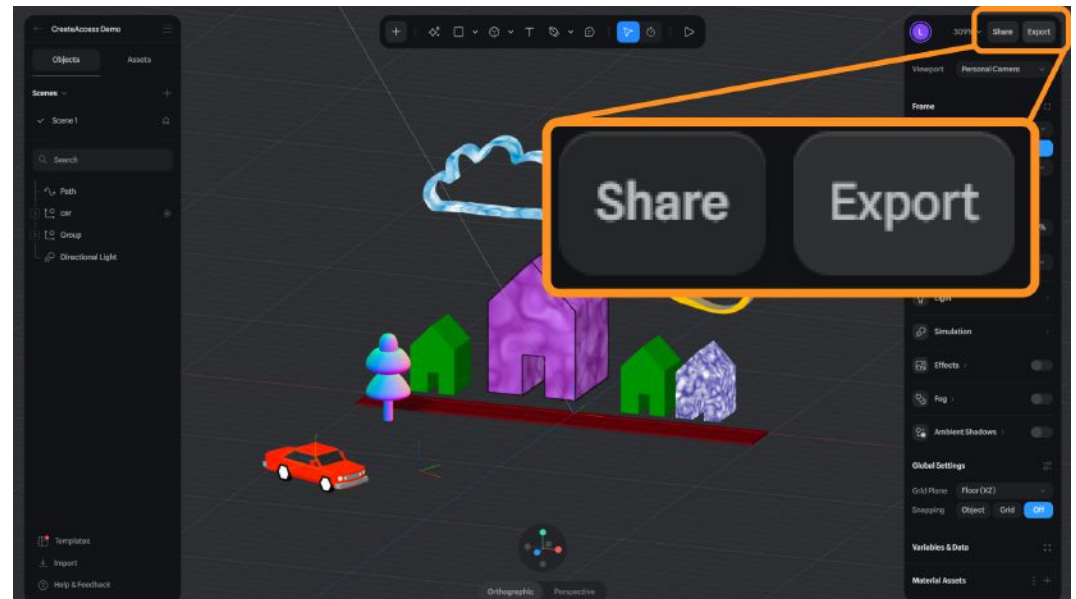 CreateAccess Demo
309%
Share
Export
Objects
Assets
Viewport
Personal Camera
Scenes
Frame
Scene 1
Search
Share
Export
Path
car
Group
Directional Light
%
Light
Simulation
Effects
Fog
Ambient Shadows
Global Settings
Grid Plane
Floor (XZ)
Snapping
Object
Grid
Off
Templates
Import
Help & Feedback
Variables & Data
Material Assets
Orthographic
Perspective
T
L